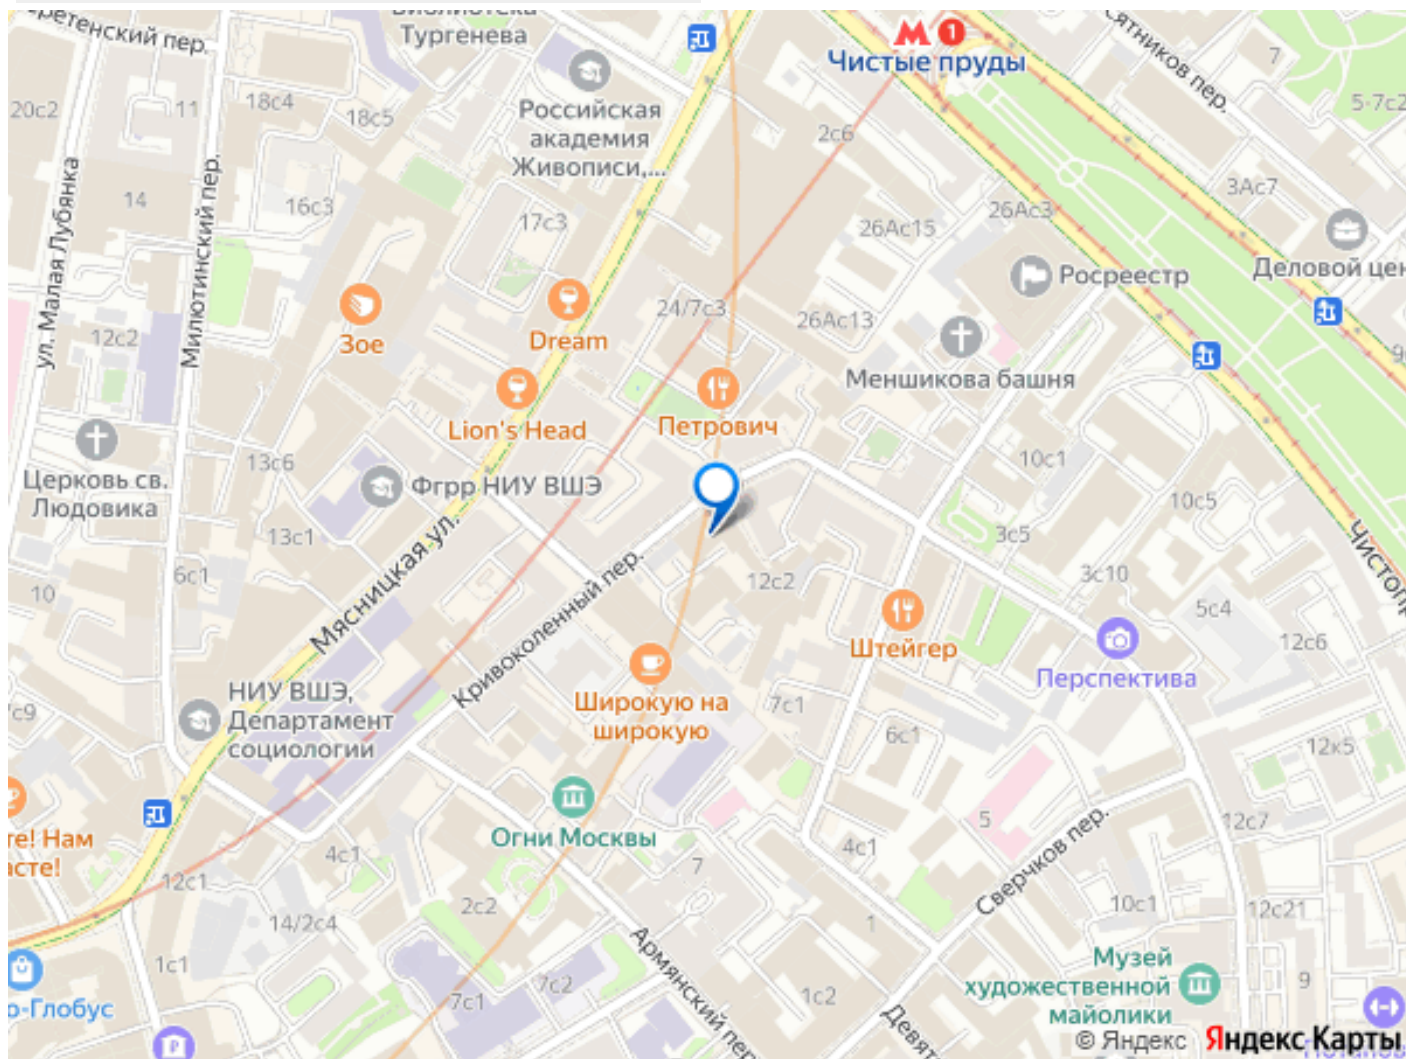 Тургенева
Чистые пруды
1
7
5-7с2
20с2
11
18с4
18с5
Российская
академия
Живописи,...
2с6
3Ас7
ул. Малая Лубянка
Милютинский пер.
14
16с3
17с3
26Ас15
26Ас3
Деловой цен
Росреестр
12с2
Зое
Dream
24/7с3
26Ас13
Меншикова башня
Lion's Head
Петрович
Церковь св.
Людовика
13с6
Фгрр НИУ ВШЭ
10с1
10с5
13с1
Мясницкая ул.
3с5
10
6с1
Кривоколенный пер.
12с2
3с10
5с4
12с6
Штейгер
Перспектива
НИУ ВШЭ,
Департамент
социологии
Широкую на
широкую
7с1
6с1
12к5
Огни Москвы
5
12с7
4с1
7
4с1
Сверчков пер.
12с1
14/2с4
2с2
1
10с1
12с21
1с1
Армянский пер.
7с1
7с2
1с2
Музей
художественной
майолики
9
о-Глобус
© Яндекс Яндекс Карты